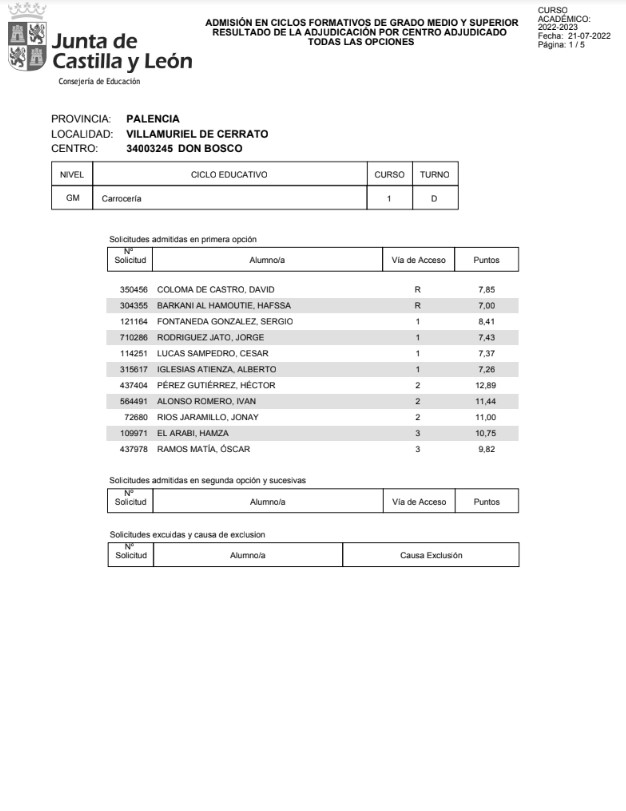 Junta de
Castilla y León
Consejería de Educación
ADMISIÓN EN CICLOS FORMATIVOS DE GRADO MEDIO Y SUPERIOR
RESULTADO DE LA ADJUDICACIÓN POR CENTRO ADJUDICADO
TODAS LAS OPCIONES
CURSO
ACADÉMICO:
2022-2023
Fecha: 21-07-2022
Página: 1 / 5
PROVINCIA: PALENCIA
LOCALIDAD: VILLAMURIEL DE CERRATO
CENTRO: 34003245 DON BOSCO
NIVEL CICLO EDUCATIVO CURSO TURNO
GM Carrocería 1 D
Solicitudes admitidas en primera opción
Nº
Solicitud Alumno/a Vía de Acceso Puntos
350456 COLOMA DE CASTRO, DAVID R 7,85
304355 BARKANI AL HAMOUTIE, HAFSSA R 7,00
121164 FONTANEDA GONZALEZ, SERGIO 1 8,41
710286 RODRIGUEZ JATO, JORGE 1 7,43
114251 LUCAS SAMPEDRO, CESAR 1 7,37
315617 IGLESIAS ATIENZA, ALBERTO 1 7,26
437404 PÉREZ GUTIÉRREZ, HÉCTOR 2 12,89
564491 ALONSO ROMERO, IVAN 2 11,44
72680 RIOS JARAMILLO, JONAY 2 11,00
109971 EL ARABI, HAMZA 3 10,75
437978 RAMOS MATÍA, ÓSCAR 3 9,82
Solicitudes admitidas en segunda opción y sucesivas
Nº
Solicitud Alumno/a Vía de Acceso Puntos
Solicitudes excuidas y causa de exclusion
Nº
Solicitud Alumno/a Causa Exclusión